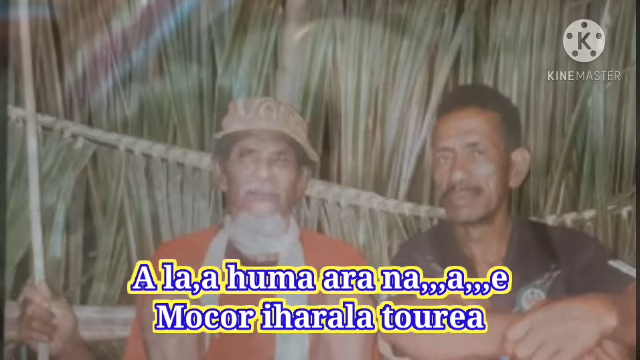 K
KINEMASTER
A la,a huma ara na,,,a,,,e
Mocor iharala tourea